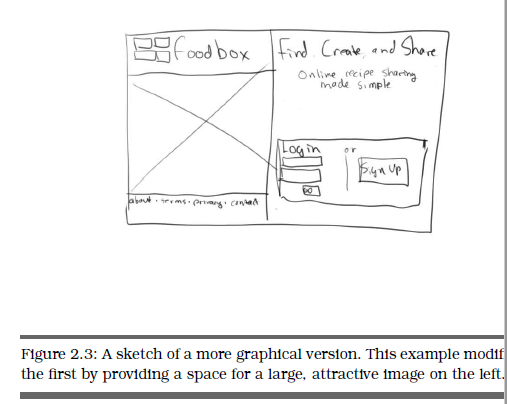 foodbox
Find, Create, and Share
Online recipe sharing
made simple
Login or
Sign Up
GO
about · terms · privacy · contact
Figure 2.3: A sketch of a more graphical version. This example modif
the first by providing a space for a large, attractive image on the left.